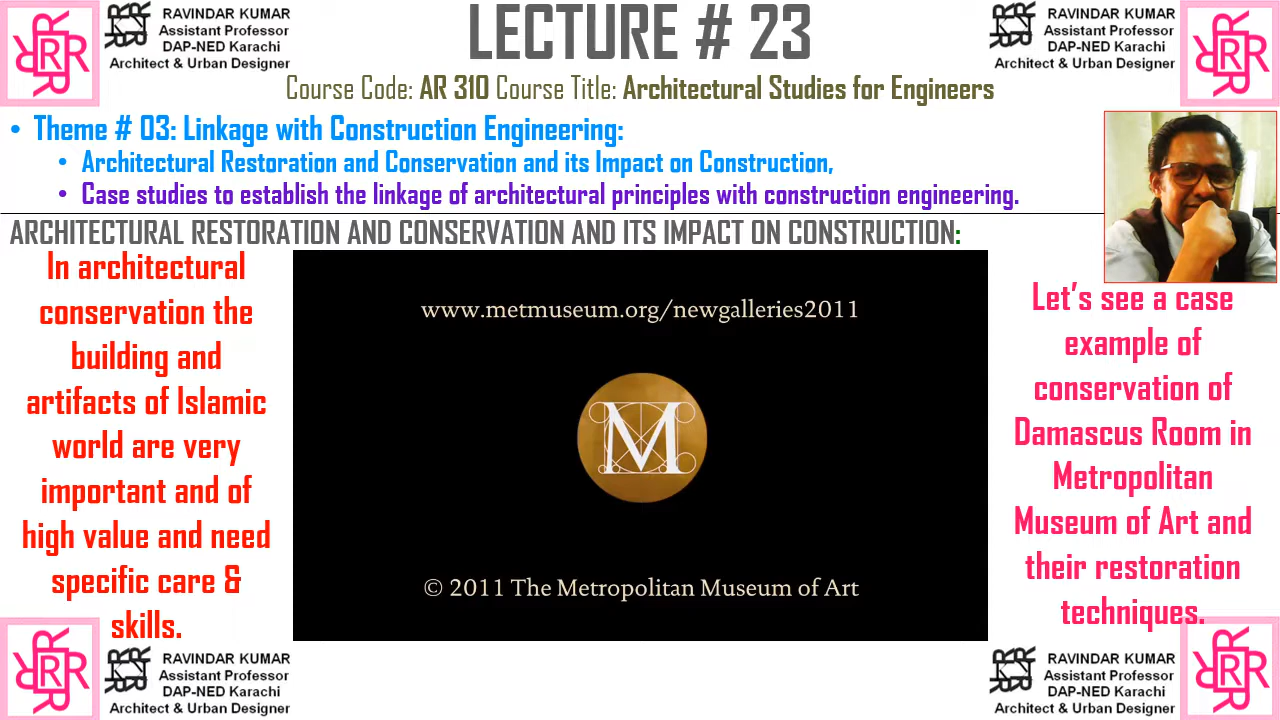 RAVINDAR KUMAR
Assistant Professor
DAP-NED Karachi
Architect & Urban Designer
LECTURE # 23
RAVINDAR KUMAR
Assistant Professor
DAP-NED Karachi
Architect & Urban Designer
Course Code: AR 310 Course Title: Architectural Studies for Engineers
• Theme # 03: Linkage with Construction Engineering:
• Architectural Restoration and Conservation and its Impact on Construction,
• Case studies to establish the linkage of architectural principles with construction engineering.
ARCHITECTURAL RESTORATION AND CONSERVATION AND ITS IMPACT ON CONSTRUCTION:
In architectural
conservation the
building and
artifacts of Islamic
world are very
important and of
high value and need
specific care &
skills.
www.metmuseum.org/newgalleries2011
M
© 2011 The Metropolitan Museum of Art
Let's see a case
example of
conservation of
Damascus Room in
Metropolitan
Museum of Art and
their restoration
techniques.
RAVINDAR KUMAR
Assistant Professor
DAP-NED Karachi
Architect & Urban Designer
RAVINDAR KUMAR
Assistant Professor
DAP-NED Karachi
Architect & Urban Designer